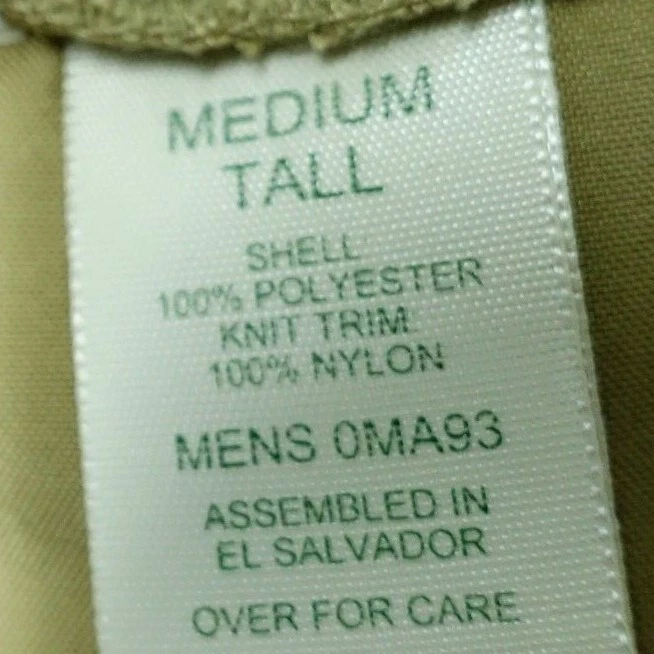 MEDIUM
TALL
SHELL
100% POLYESTER
KNIT TRIM
100% NYLON
MENS 0MA93
ASSEMBLED IN
EL SALVADOR
OVER FOR CARE